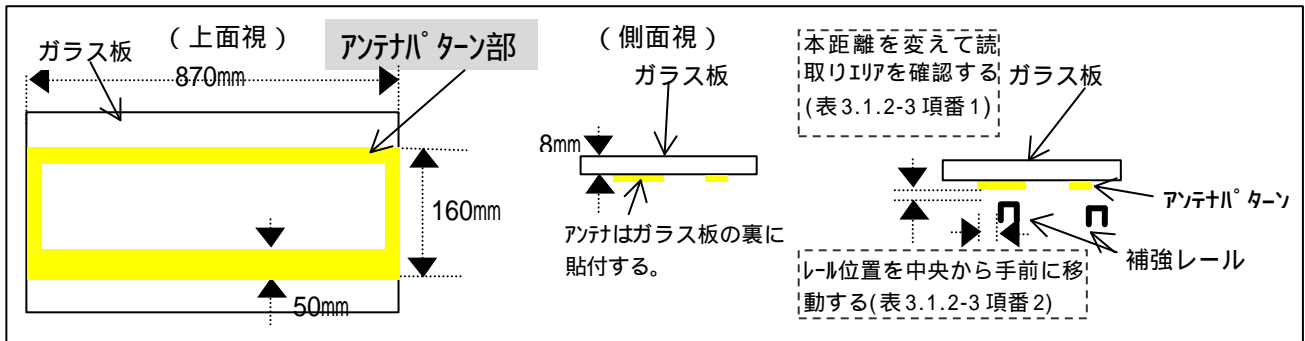 (上面視)
ガラス板
アンテナパターン部
870mm
160mm
50mm
(側面視)
ガラス板
8mm
アンテナはガラス板の裏に
貼付する。
本距離を変えて読
取りエリアを確認する
(表3.1.2-3 項番1)
ガラス板
アンテナパターン
補強レール
レール位置を中央から手前に移
動する(表3.1.2-3 項番2)